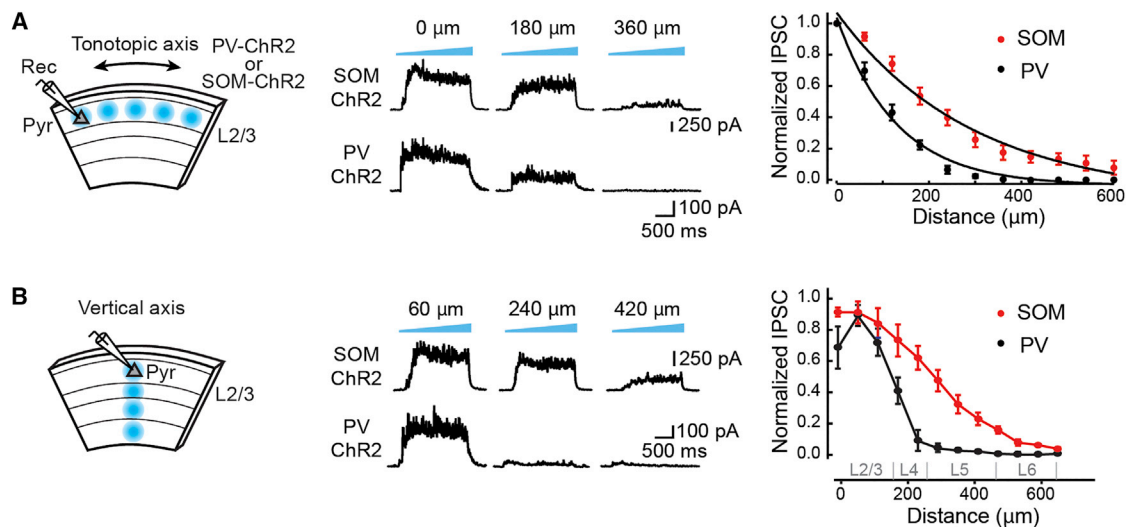 A
Tonotopic axis
PV-ChR2
or
SOM-ChR2
Rec
Pyr
L2/3
0 μm 180 μm 360 μm
SOM
ChR2
250 pA
PV
ChR2
100 pA
500 ms
Normalized IPSC
1.0
0.8
0.6
0.4
0.2
0.0
SOM
PV
0 200 400 600
Distance (μm)
B
Vertical axis
Pyr
L2/3
60 μm 240 μm 420 μm
SOM
ChR2
250 pA
PV
ChR2
100 pA
500 ms
Normalized IPSC
1.0
0.8
0.6
0.4
0.2
0.0
SOM
PV
L2/3 L4 L5 L6
0 200 400 600
Distance (μm)